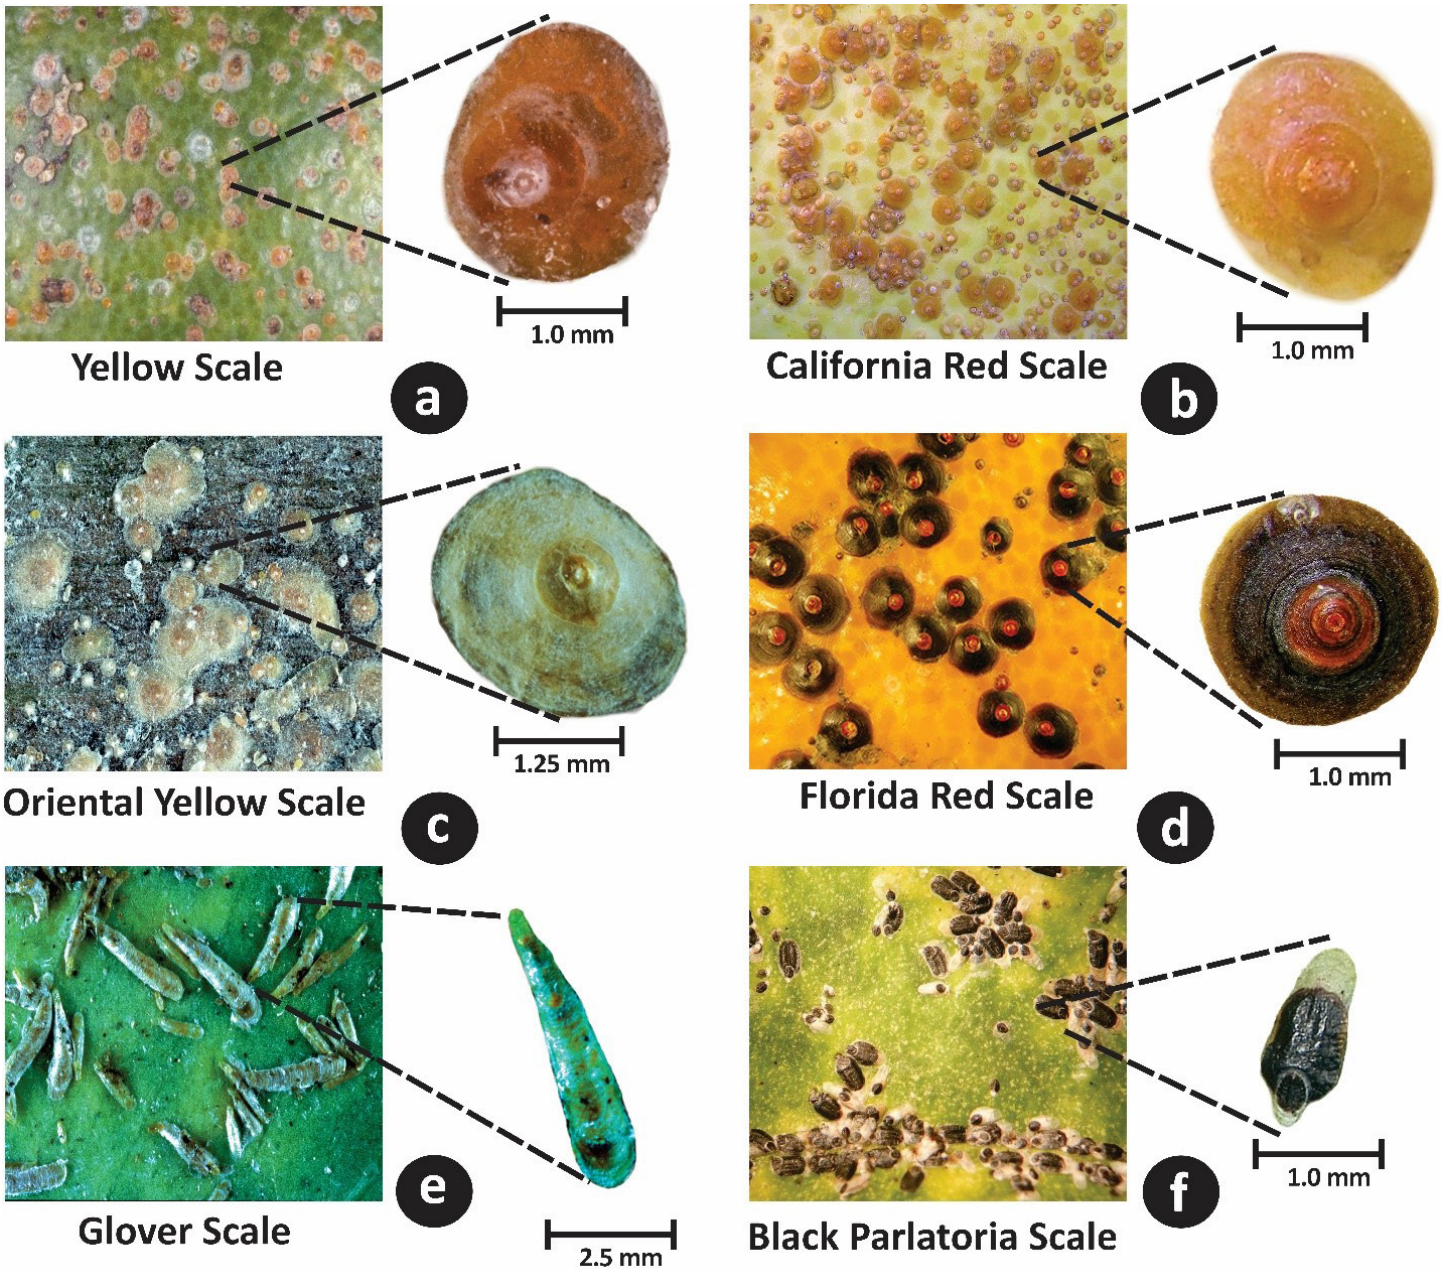 1.0 mm
Yellow Scale
a
1.0 mm
California Red Scale
b
1.25 mm
Oriental Yellow Scale
c
1.0 mm
Florida Red Scale
d
Glover Scale
e
2.5 mm
1.0 mm
Black Parlatoria Scale
f